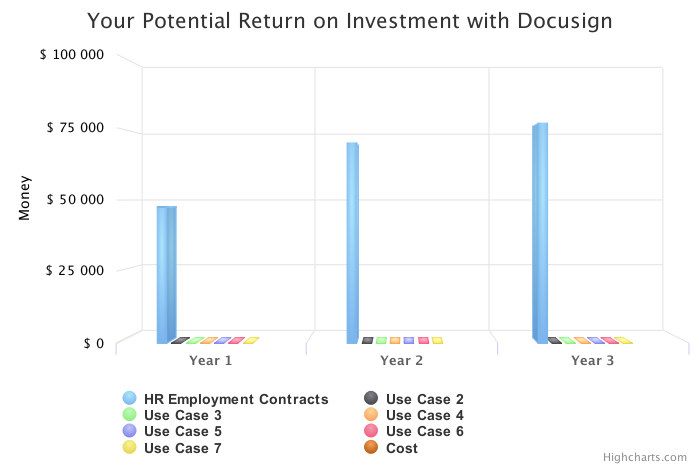 Your Potential Return on Investment with Docusign
$ 100 000
$ 75 000
$ 50 000
$ 25 000
$ 0
Money
Year 1
Year 2
Year 3
HR Employment Contracts
Use Case 2
Use Case 3
Use Case 4
Use Case 5
Use Case 6
Use Case 7
Cost
Highcharts.com